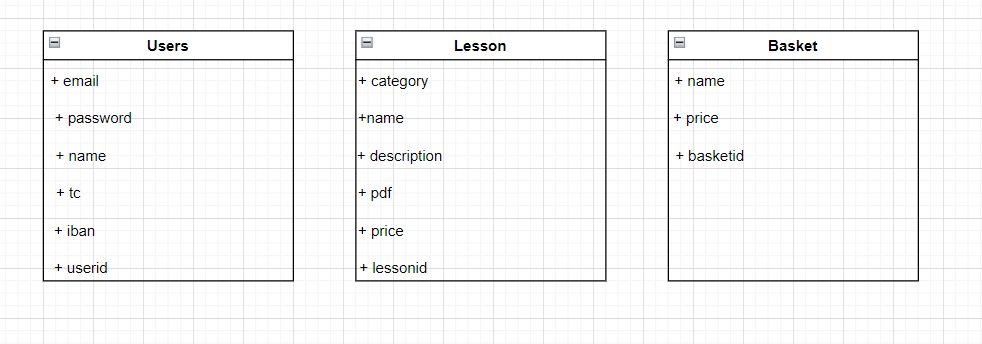 Users
+ email
+ password
+ name
+ tc
+ iban
+ userid
Lesson
+ category
+name
+ description
+ pdf
+ price
+ lessonid
Basket
+ name
+ price
+ basketid